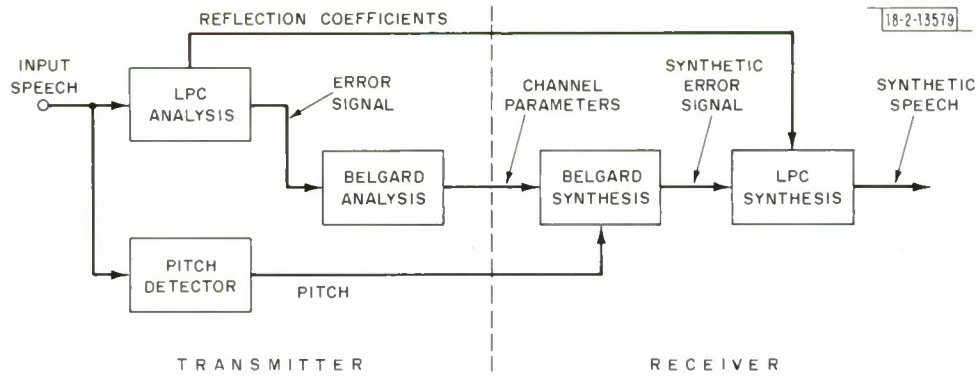 REFLECTION COEFFICIENTS
18-2-13579
INPUT
SPEECH
LPC
ANALYSIS
ERROR
SIGNAL
CHANNEL
PARAMETERS
SYNTHETIC
ERROR
SIGNAL
SYNTHETIC
SPEECH
BELGARD
ANALYSIS
BELGARD
SYNTHESIS
LPC
SYNTHESIS
PITCH
DETECTOR
PITCH
TRANSMITTER
RECEIVER